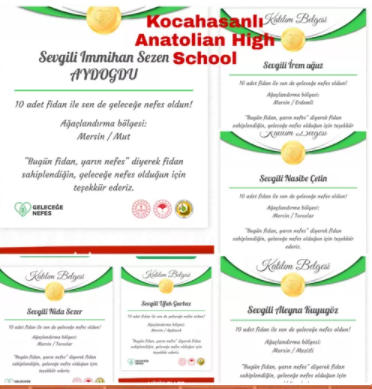 Kocahasanlı
Anatolian High
School
Sevgili Immihan Sezen
AYDOGDU
10 adet fidan ile sen de geleceğe nefes oldun!
Ağaçlandırma bölgesi:
Mersin / Mut
"Bugün fidan, yarın nefes" diyerek fidan
sahiplendiğin, geleceğe nefes olduğun için
teşekkür ederiz.
GELECEĞE
NEFES
Katılım Belgesi
Sevgili İrem oğuz
10 adet fidan ile sen de geleceğe nefes oldun!
Ağaçlandırma bölgesi:
Mersin / Erdemli
"Bugün fidan, yarın nefes" diyerek fidan
sahiplendiğin, geleceğe nefes olduğun için teşekkür
Katılım Belgesi
Sevgili Nasibe Çetin
10 adet fidan ile sen de geleceğe nefes oldun!
Ağaçlandırma bölgesi:
Mersin / Toroslar
"Bugün fidan, yarın nefes" diyerek fidan
sahiplendiğin, geleceğe nefes olduğun için teşekkür
ederiz.
Katılım Belgesi
Sevgili Nida Sezer
10 adet fidan ile sen de geleceğe nefes oldun!
Ağaçlandırma bölgesi:
Mersin / Toroslar
"Bugün fidan, yarın nefes" diyerek fidan
sahiplendiğin, geleceğe nefes olduğun için teşekkür
ederiz.
Katılım Belgesi
Sevgili Ufuk
10 adet fidan ile sen de geleceğe nefes oldun!
Ağaçlandırma bölgesi:
Mersin /
"Bugün fidan, yarın nefes" diyerek fidan
sahiplendiğin, geleceğe nefes olduğun için teşekkür
ederiz.
Katılım Belgesi
Sevgili Aleyna Kuyugöz
10 adet fidan ile sen de geleceğe nefes oldun!
Ağaçlandırma bölgesi:
Mersin / Mezitli
"Bugün fidan, yarın nefes" diyerek fidan
sahiplendiğin, geleceğe nefes olduğun için teşekkür